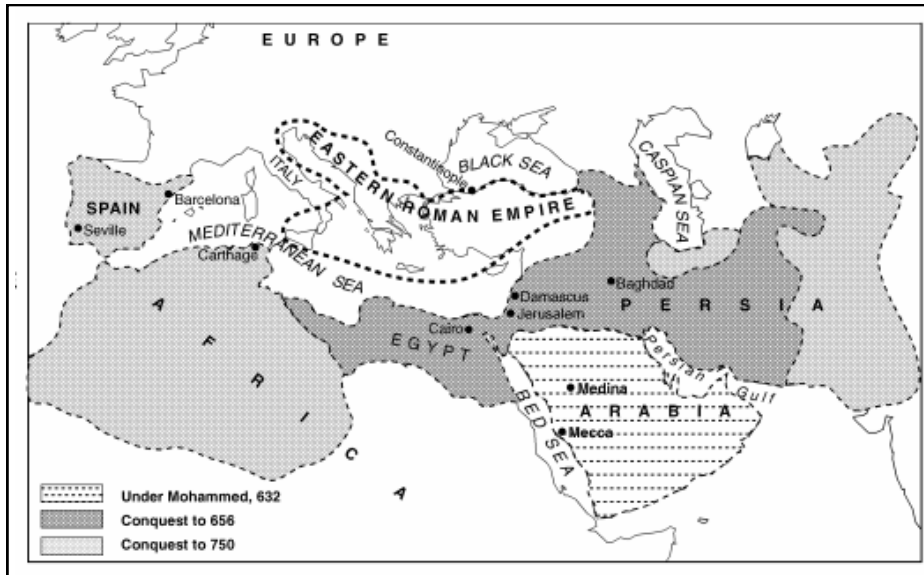 EUROPE
EASTERN ROMAN EMPIRE
Constantinople
BLACK SEA
CASPIAN SEA
ITALY
Barcelona
SPAIN
Seville
MEDITERRANEAN SEA
Carthage
Baghdad
Damascus
PERSIA
Jerusalem
Cairo
EGYPT
Persian Gulf
AFRICA
Medina
ARABIA
RED SEA
Mecca
Under Mohammed, 632
Conquest to 656
Conquest to 750